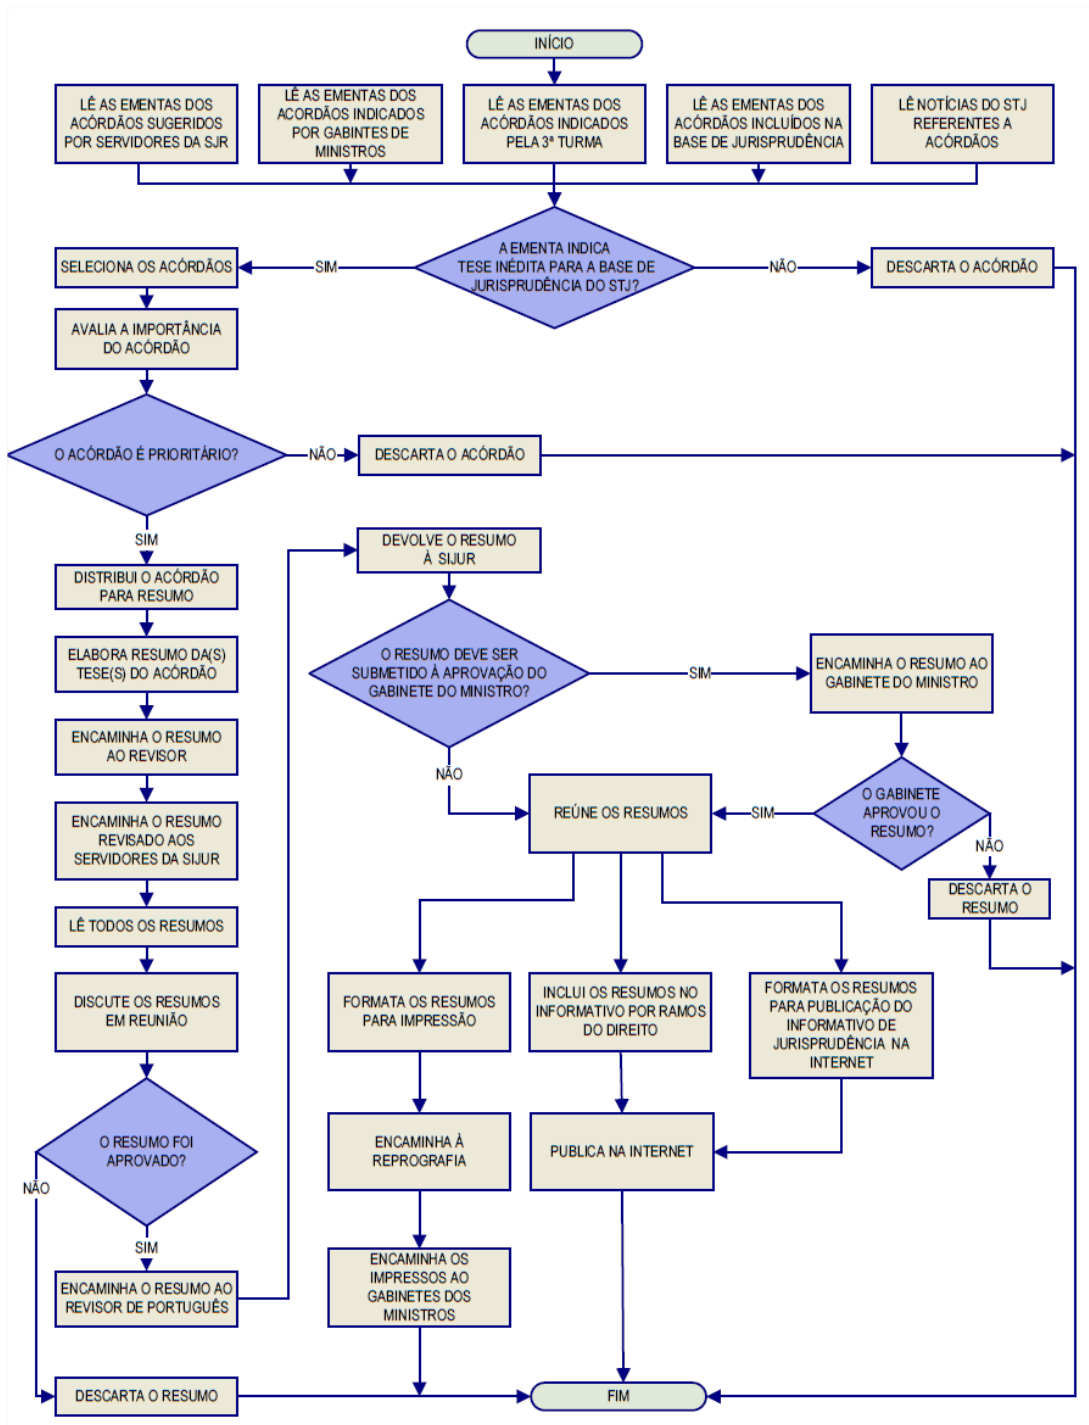 INÍCIO
LÊ AS EMENTAS DOS
ACÓRDÃOS SUGERIDOS
POR SERVIDORES DA SJR
LÊ AS EMENTAS DOS
ACORDÃOS INDICADOS
POR GABINTES DE
MINISTROS
LÊ AS EMENTAS DOS
ACÓRDÃOS INDICADOS
PELA 3ª TURMA
LÊ AS EMENTAS DOS
ACÓRDÃOS INCLUÍDOS NA
BASE DE JURISPRUDÊNCIA
LÊ NOTÍCIAS DO STJ
REFERENTES A
ACÓRDÃOS
A EMENTA INDICA
TESE INÉDITA PARA A BASE DE
JURISPRUDÊNCIA DO STJ?
SIM
NÃO
SELECIONA OS ACÓRDÃOS
DESCARTA O ACÓRDÃO
AVALIA A IMPORTÂNCIA
DO ACÓRDÃO
O ACÓRDÃO É PRIORITÁRIO?
NÃO
DESCARTA O ACÓRDÃO
SIM
DISTRIBUI O ACÓRDÃO
PARA RESUMO
ELABORA RESUMO DA(S)
TESE(S) DO ACÓRDÃO
ENCAMINHA O RESUMO
AO REVISOR
ENCAMINHA O RESUMO
REVISADO AOS
SERVIDORES DA SIJUR
LÊ TODOS OS RESUMOS
DISCUTE OS RESUMOS
EM REUNIÃO
O RESUMO FOI
APROVADO?
NÃO
SIM
ENCAMINHA O RESUMO AO
REVISOR DE PORTUGUÊS
DESCARTA O RESUMO
DEVOLVE O RESUMO
À SIJUR
O RESUMO DEVE SER
SUBMETIDO À APROVAÇÃO DO
GABINETE DO MINISTRO?
SIM
NÃO
ENCAMINHA O RESUMO AO
GABINETE DO MINISTRO
O GABINETE
APROVOU O
RESUMO?
SIM
NÃO
DESCARTA O
RESUMO
REÚNE OS RESUMOS
FORMATA OS RESUMOS
PARA IMPRESSÃO
INCLUI OS RESUMOS NO
INFORMATIVO POR RAMOS
DO DIREITO
FORMATA OS RESUMOS
PARA PUBLICAÇÃO DO
INFORMATIVO DE
JURISPRUDÊNCIA NA
INTERNET
ENCAMINHA À
REPROGRAFIA
PUBLICA NA INTERNET
ENCAMINHA OS
IMPRESSOS AO
GABINETES DOS
MINISTROS
FIM